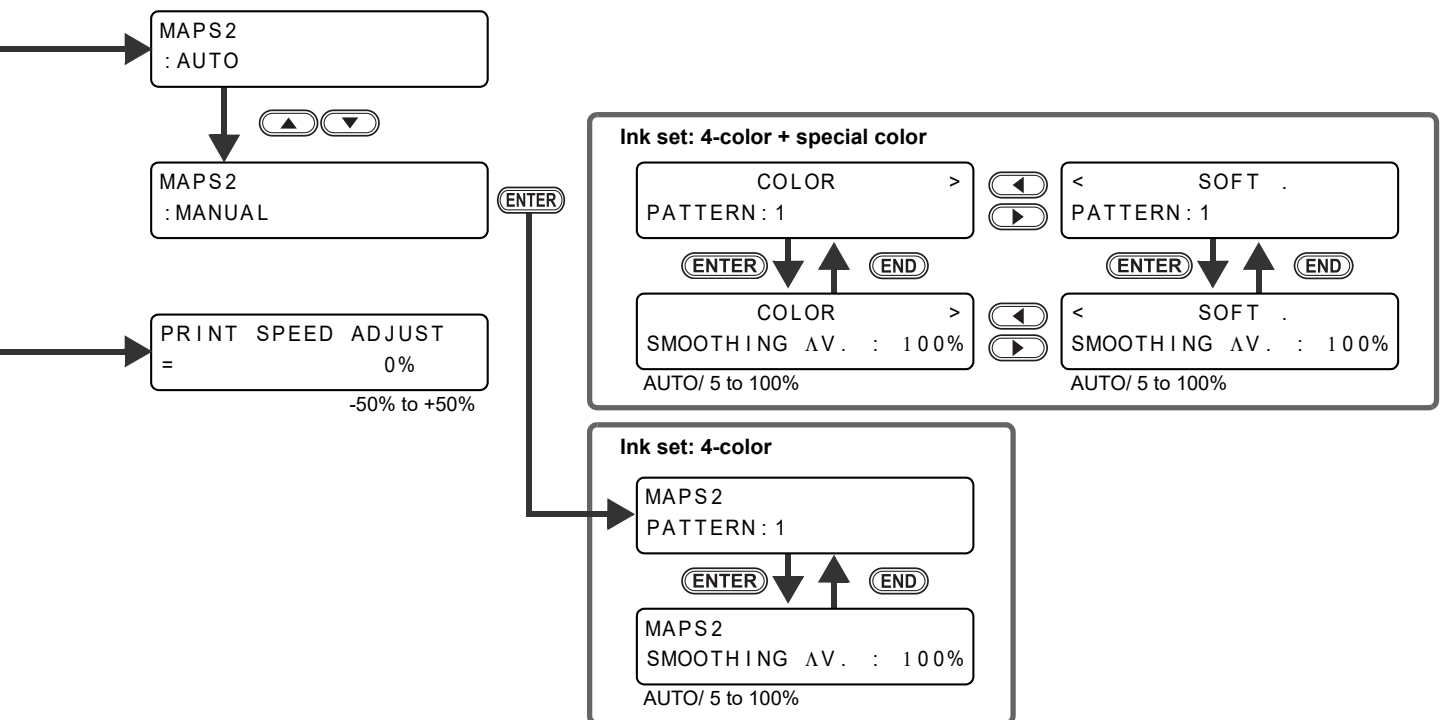 MAPS2
:AUTO
MAPS2
:MANUAL
ENTER
PRINT SPEED ADJUST
= 0%
-50% to +50%
Ink set: 4-color + special color
COLOR >
PATTERN:1
< SOFT .
PATTERN:1
ENTER
END
ENTER
END
COLOR >
SMOOTHING ΛV. : 100%
AUTO/ 5 to 100%
< SOFT .
SMOOTHING ΛV. : 100%
AUTO/ 5 to 100%
Ink set: 4-color
MAPS2
PATTERN:1
ENTER
END
MAPS2
SMOOTHING ΛV. : 100%
AUTO/ 5 to 100%